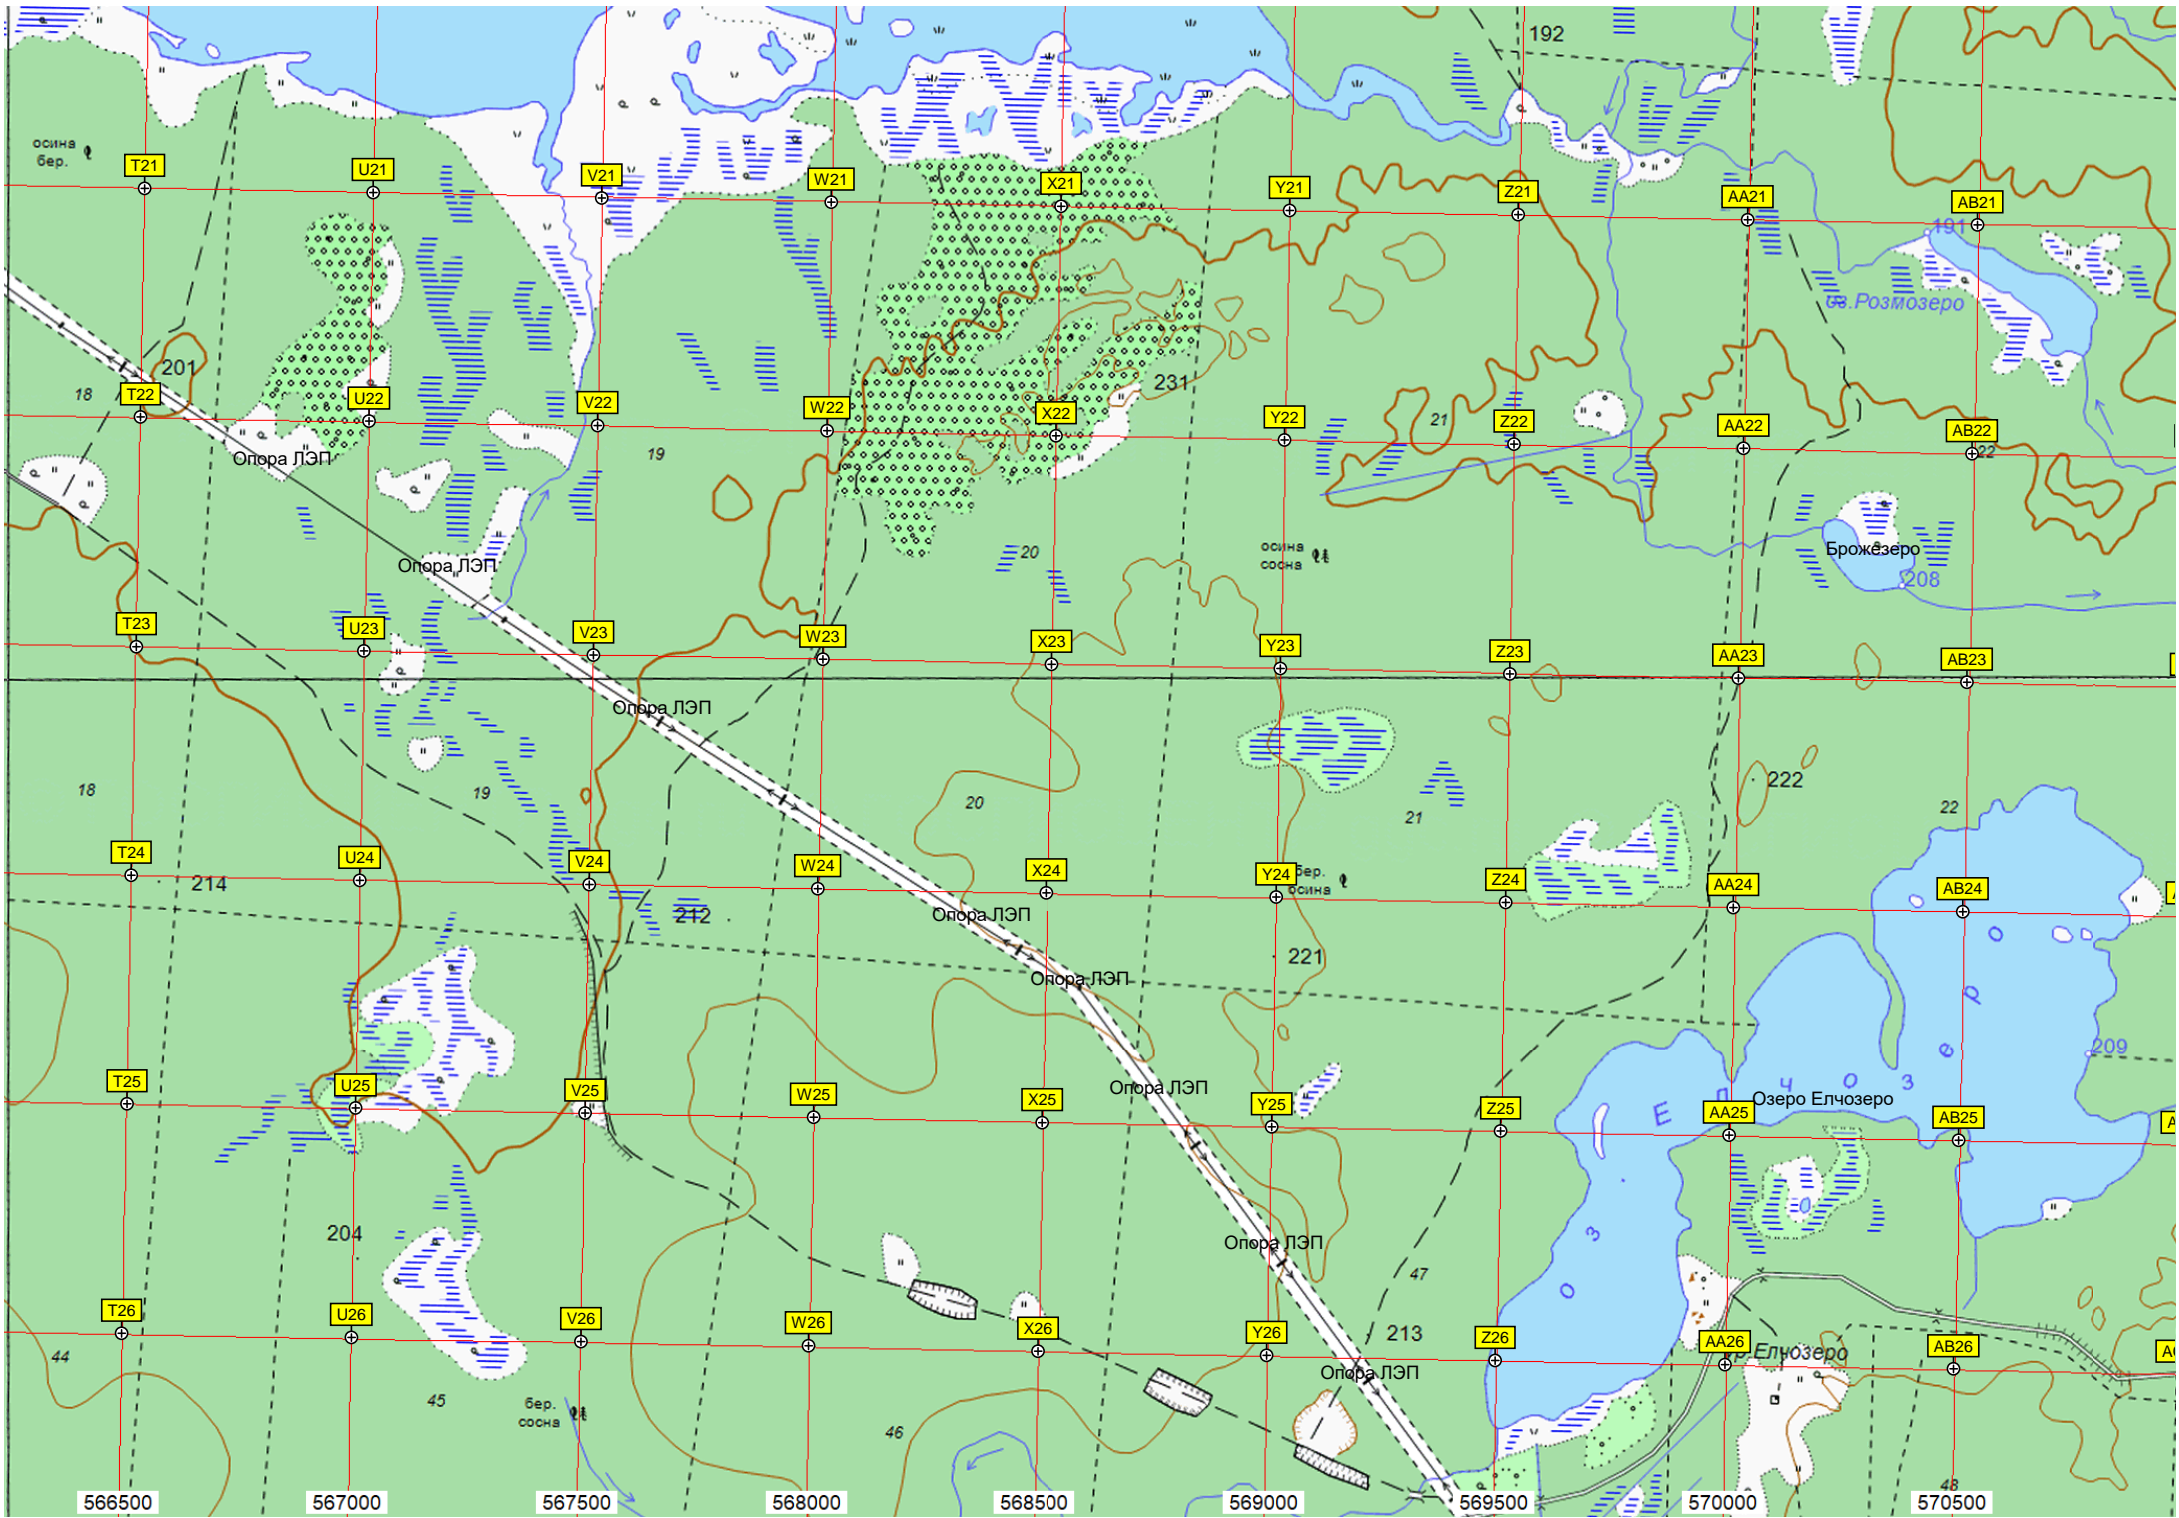 192
осина
бер.
T21
U21
V21
W21
X21
Y21
Z21
AA21
AB21
191
оз.Розмозеро
201
231
18
T22
U22
V22
W22
X22
Y22
21
Z22
AA22
AB22
22
Опора ЛЭП
19
20
осина
сосна
Опора ЛЭП
Брожезеро
208
T23
U23
V23
W23
X23
Y23
Z23
AA23
AB23
Опора ЛЭП
18
19
20
21
222
22
T24
U24
V24
W24
X24
Y24
бер.
осина
Z24
AA24
AB24
214
212
Опора ЛЭП
221
Опора ЛЭП
209
T25
U25
V25
W25
X25
Опора ЛЭП
Y25
Z25
AA25
Озеро Елчозеро
AB25
Е л ч о з е р о
204
Опора ЛЭП
47
о з
T26
U26
V26
W26
X26
Y26
213
Z26
AA26
р.Елчозеро
AB26
44
Опора ЛЭП
45
бер.
сосна
46
48
566500
567000
567500
568000
568500
569000
569500
570000
570500